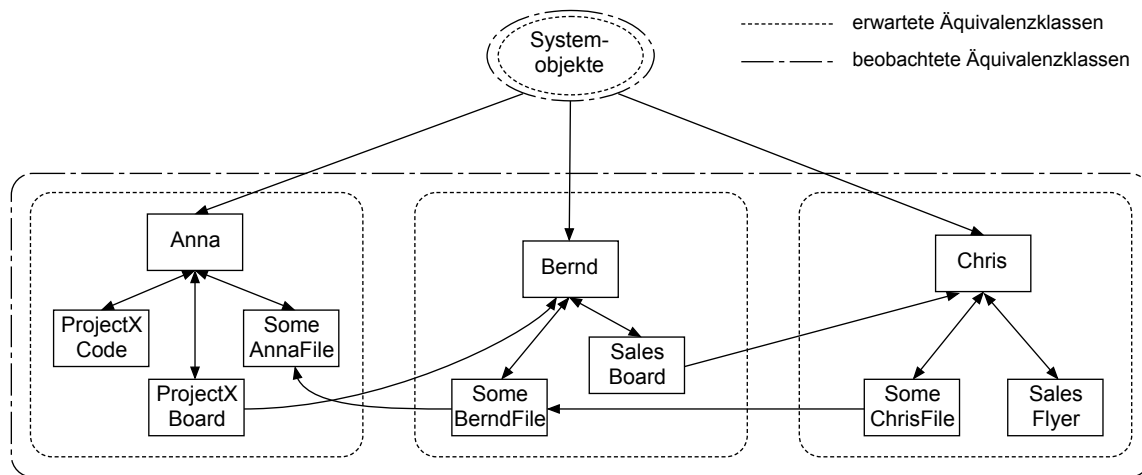 System-
objekte
erwartete Äquivalenzklassen
beobachtete Äquivalenzklassen
Anna
Bernd
Chris
ProjectX
Code
Some
AnnaFile
ProjectX
Board
Sales
Board
Some
BerndFile
Some
ChrisFile
Sales
Flyer